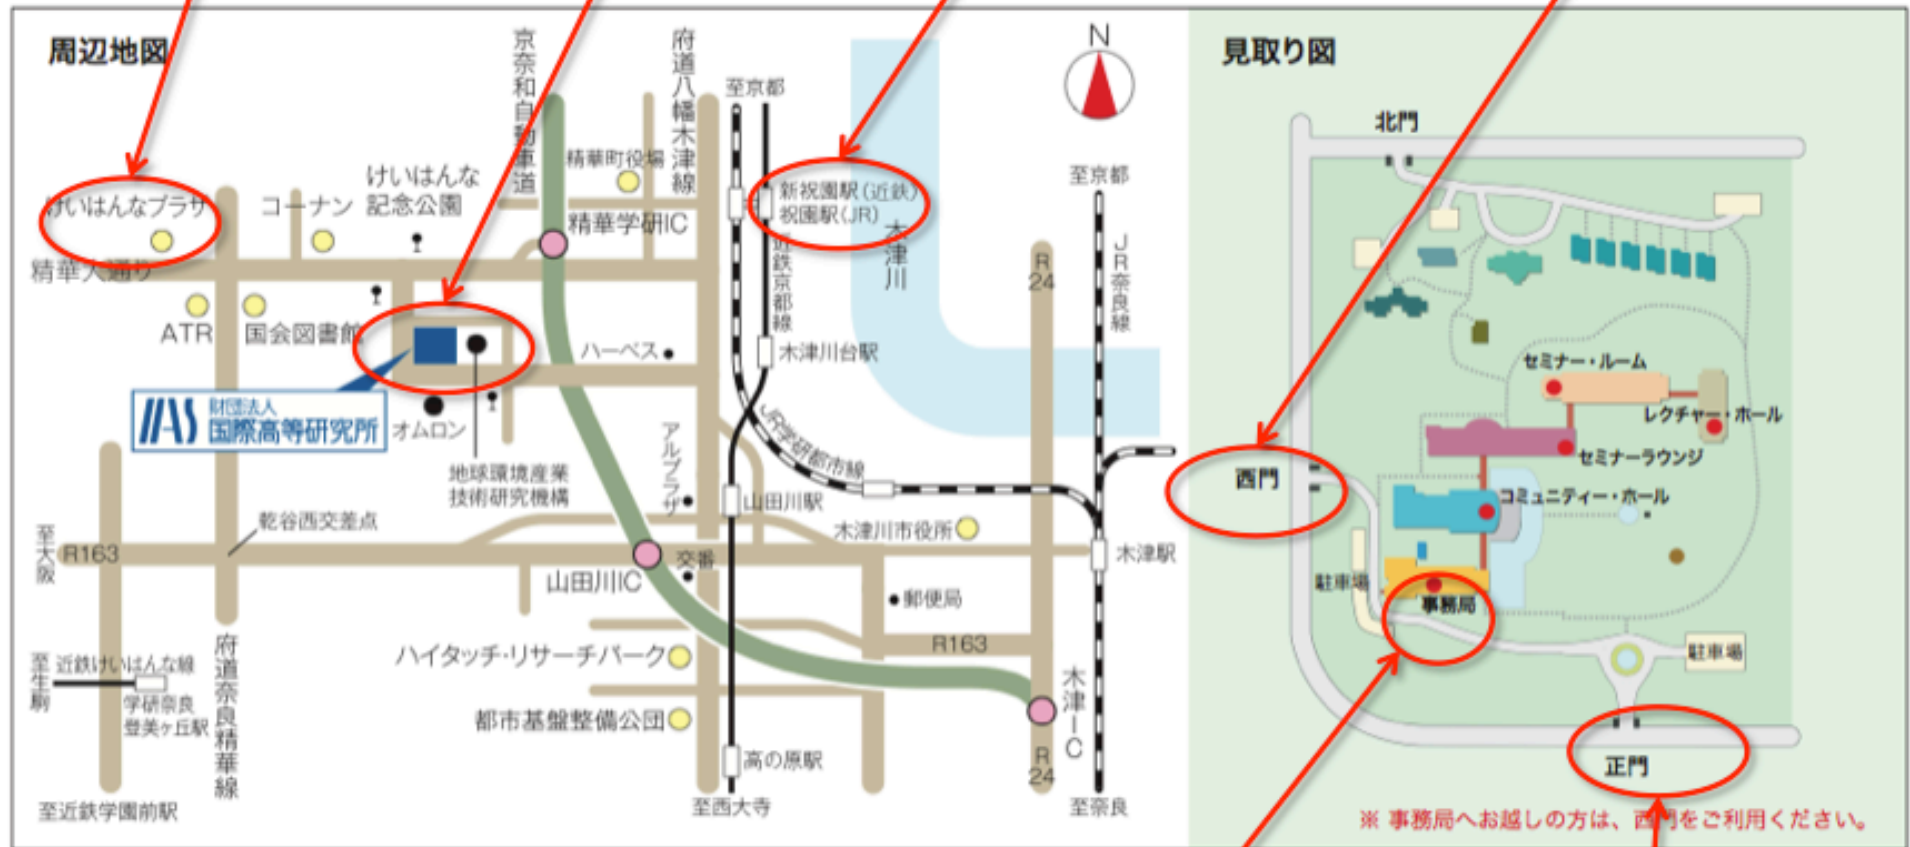 周辺地図
京奈和自動車道
府道八幡木津線
至京都
N
至京都
精華町役場
けいはんなプラザ
コーナン
けいはんな
記念公園
精華学研IC
新祝園駅(近鉄)
祝園駅(JR)
木津川
近鉄京都線
JR奈良線
R
24
精華大通り
ATR
国会図書館
ハーベス
木津川台駅
IIAS
財団法人
国際高等研究所
オムロン
地球環境産業
技術研究機構
アルプラザ
JR学研都市線
山田川駅
木津川市役所
乾谷西交差点
至大阪
R163
山田川IC
交番
木津駅
郵便局
R163
ハイタッチ・リサーチパーク
都市基盤整備公団
木津IC
R
24
至生駒
近鉄けいはんな線
学研奈良
登美ヶ丘駅
府道奈良精華線
高の原駅
至近鉄学園前駅
至西大寺
至奈良
見取り図
北門
セミナー・ルーム
レクチャー・ホール
セミナーラウンジ
西門
コミュニティー・ホール
駐車場
事務局
駐車場
正門
※ 事務局へお越しの方は、西門をご利用ください。